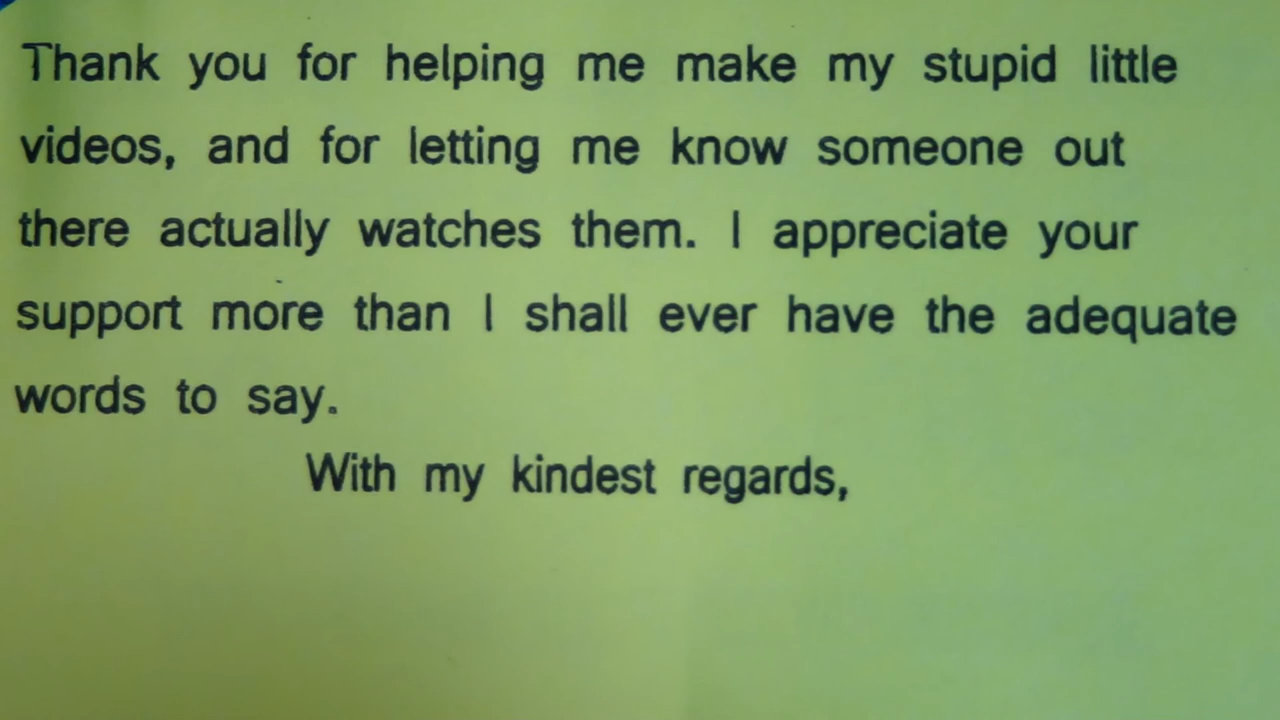 Thank you for helping me make my stupid little
videos, and for letting me know someone out
there actually watches them. I appreciate your
support more than I shall ever have the adequate
words to say.
With my kindest regards,